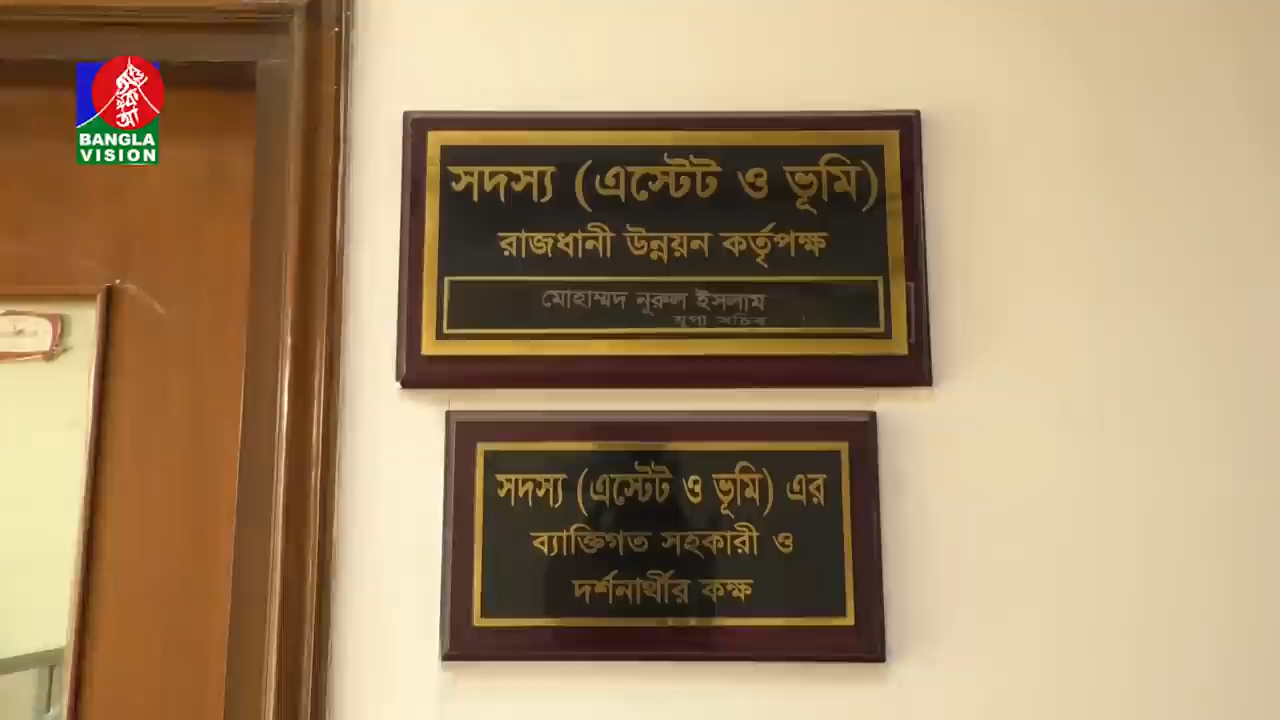 BANGLA
VISION
সদস্য (এস্টেট ও ভূমি)
রাজধানী উন্নয়ন কর্তৃপক্ষ
মোহাম্মদ নূরুল ইসলাম
সচিব
সদস্য (এস্টেট ও ভূমি) এর
ব্যাক্তিগত সহকারী ও
দর্শনার্থীর কক্ষ